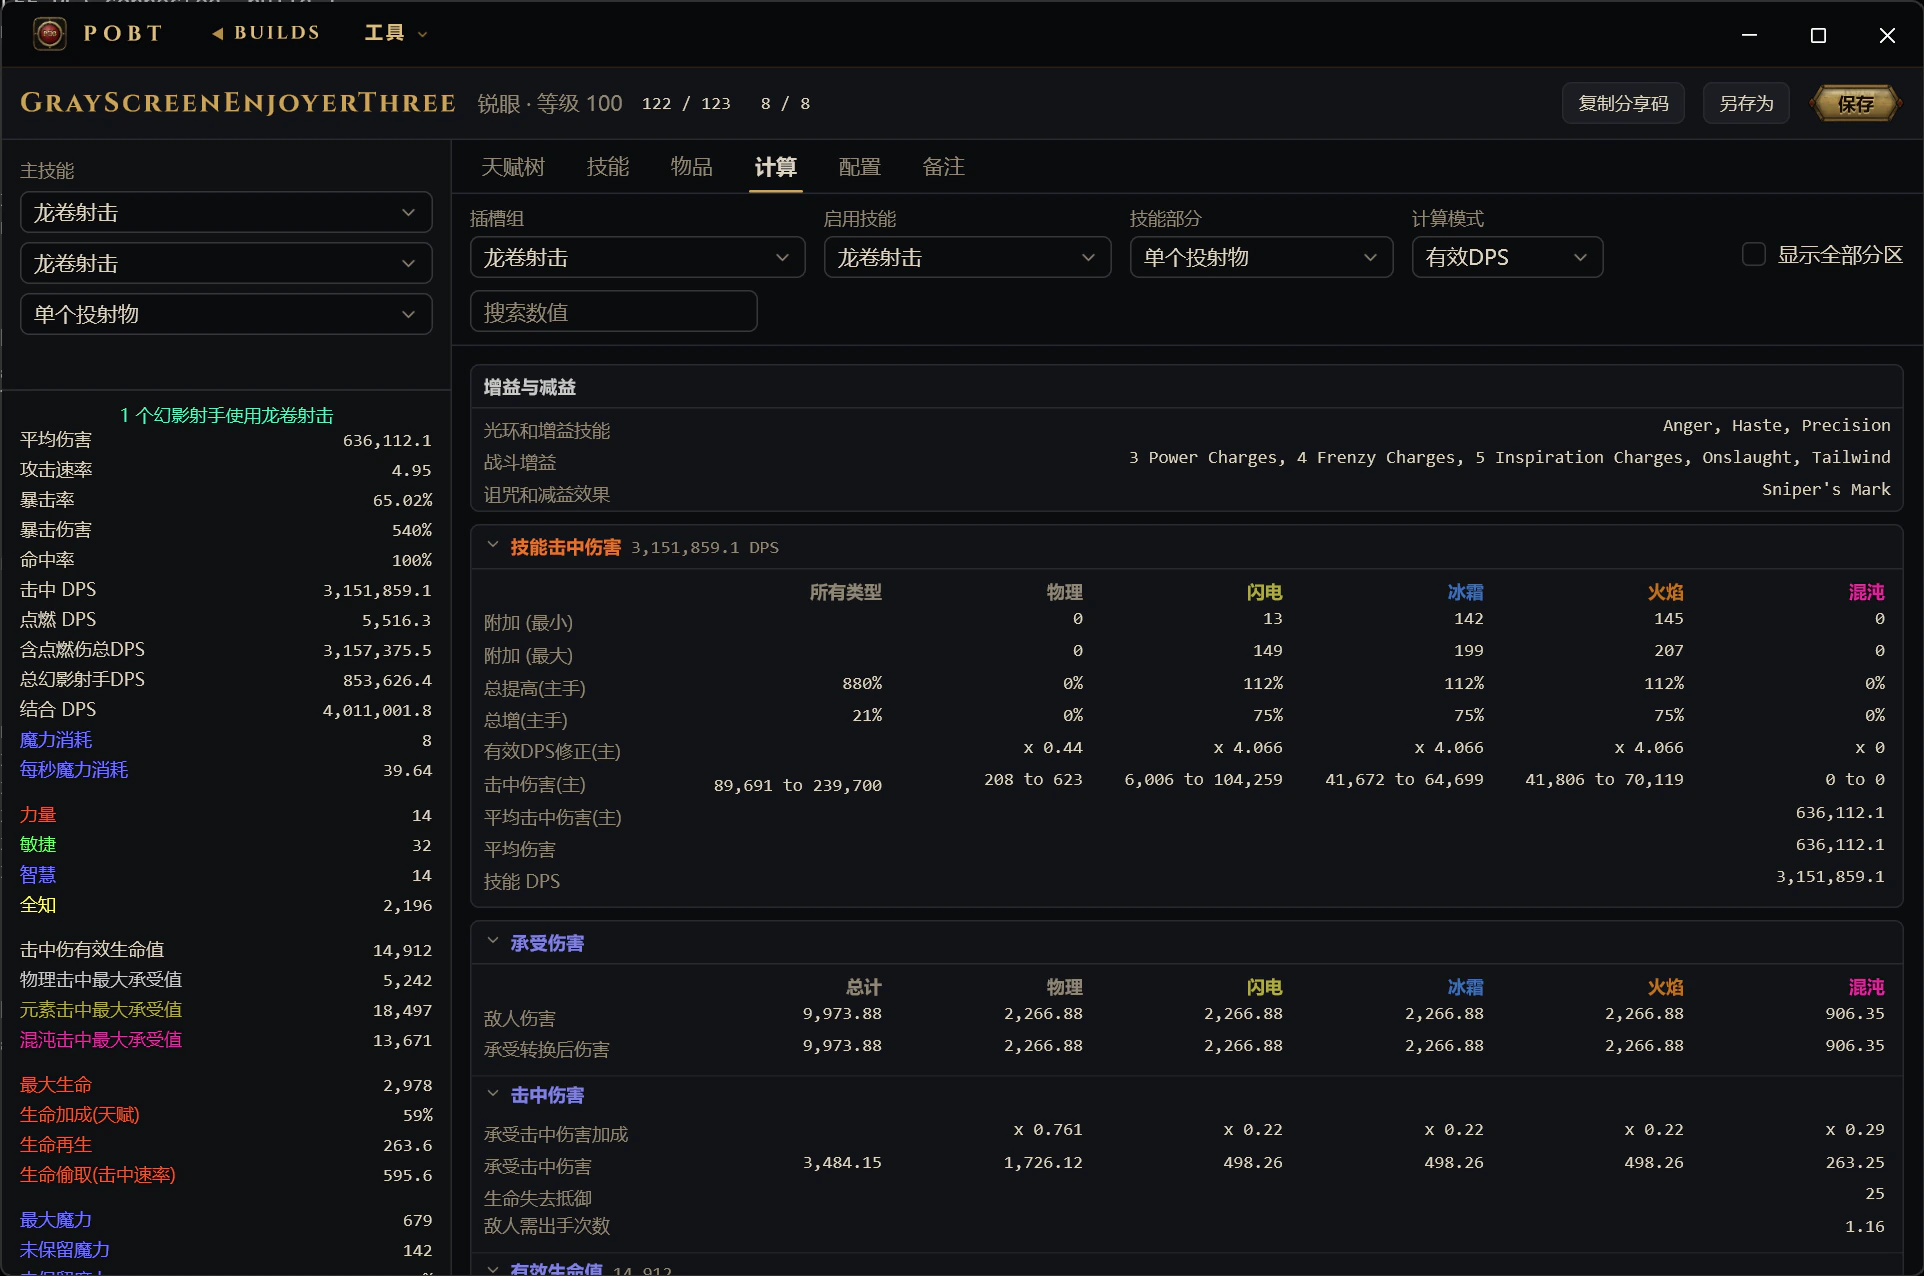 POBT ◀ BUILDS 工具
GrayScreenEnjoyerThree 锐眼 · 等级 100 122 / 123 8 / 8 复制分享码 另存为 保存
主技能
龙卷射击
龙卷射击
单个投射物
1 个幻影射手使用龙卷射击
平均伤害 636,112.1
攻击速率 4.95
暴击率 65.02%
暴击伤害 540%
命中率 100%
击中 DPS 3,151,859.1
点燃 DPS 5,516.3
含点燃伤总DPS 3,157,375.5
总幻影射手DPS 853,626.4
结合 DPS 4,011,001.8
魔力消耗 8
每秒魔力消耗 39.64
力量 14
敏捷 32
智慧 14
全知 2,196
击中伤有效生命值 14,912
物理击中最大承受值 5,242
元素击中最大承受值 18,497
混沌击中最大承受值 13,671
最大生命 2,978
生命加成(天赋) 59%
生命再生 263.6
生命偷取(击中速率) 595.6
最大魔力 679
未保留魔力 142
天赋树 技能 物品 计算 配置 备注
插槽组 启用技能 技能部分 计算模式
龙卷射击 龙卷射击 单个投射物 有效DPS 显示全部分区
搜索数值
增益与减益
光环和增益技能 Anger, Haste, Precision
战斗增益 3 Power Charges, 4 Frenzy Charges, 5 Inspiration Charges, Onslaught, Tailwind
诅咒和减益效果 Sniper's Mark
技能击中伤害 3,151,859.1 DPS
所有类型 物理 闪电 冰霜 火焰 混沌
附加 (最小) 0 13 142 145 0
附加 (最大) 0 149 199 207 0
总提高(主手) 880% 0% 112% 112% 112% 0%
总增(主手) 21% 0% 75% 75% 75% 0%
有效DPS修正(主) x 0.44 x 4.066 x 4.066 x 4.066 x 0
击中伤害(主) 89,691 to 239,700 208 to 623 6,006 to 104,259 41,672 to 64,699 41,806 to 70,119 0 to 0
平均击中伤害(主) 636,112.1
平均伤害 636,112.1
技能 DPS 3,151,859.1
承受伤害
总计 物理 闪电 冰霜 火焰 混沌
敌人伤害 9,973.88 2,266.88 2,266.88 2,266.88 2,266.88 906.35
承受转换后伤害 9,973.88 2,266.88 2,266.88 2,266.88 2,266.88 906.35
击中伤害
承受击中伤害加成 x 0.761 x 0.22 x 0.22 x 0.22 x 0.29
承受击中伤害 3,484.15 1,726.12 498.26 498.26 498.26 263.25
生命失去抵御 25
敌人需出手次数 1.16
有效生命值 14,912